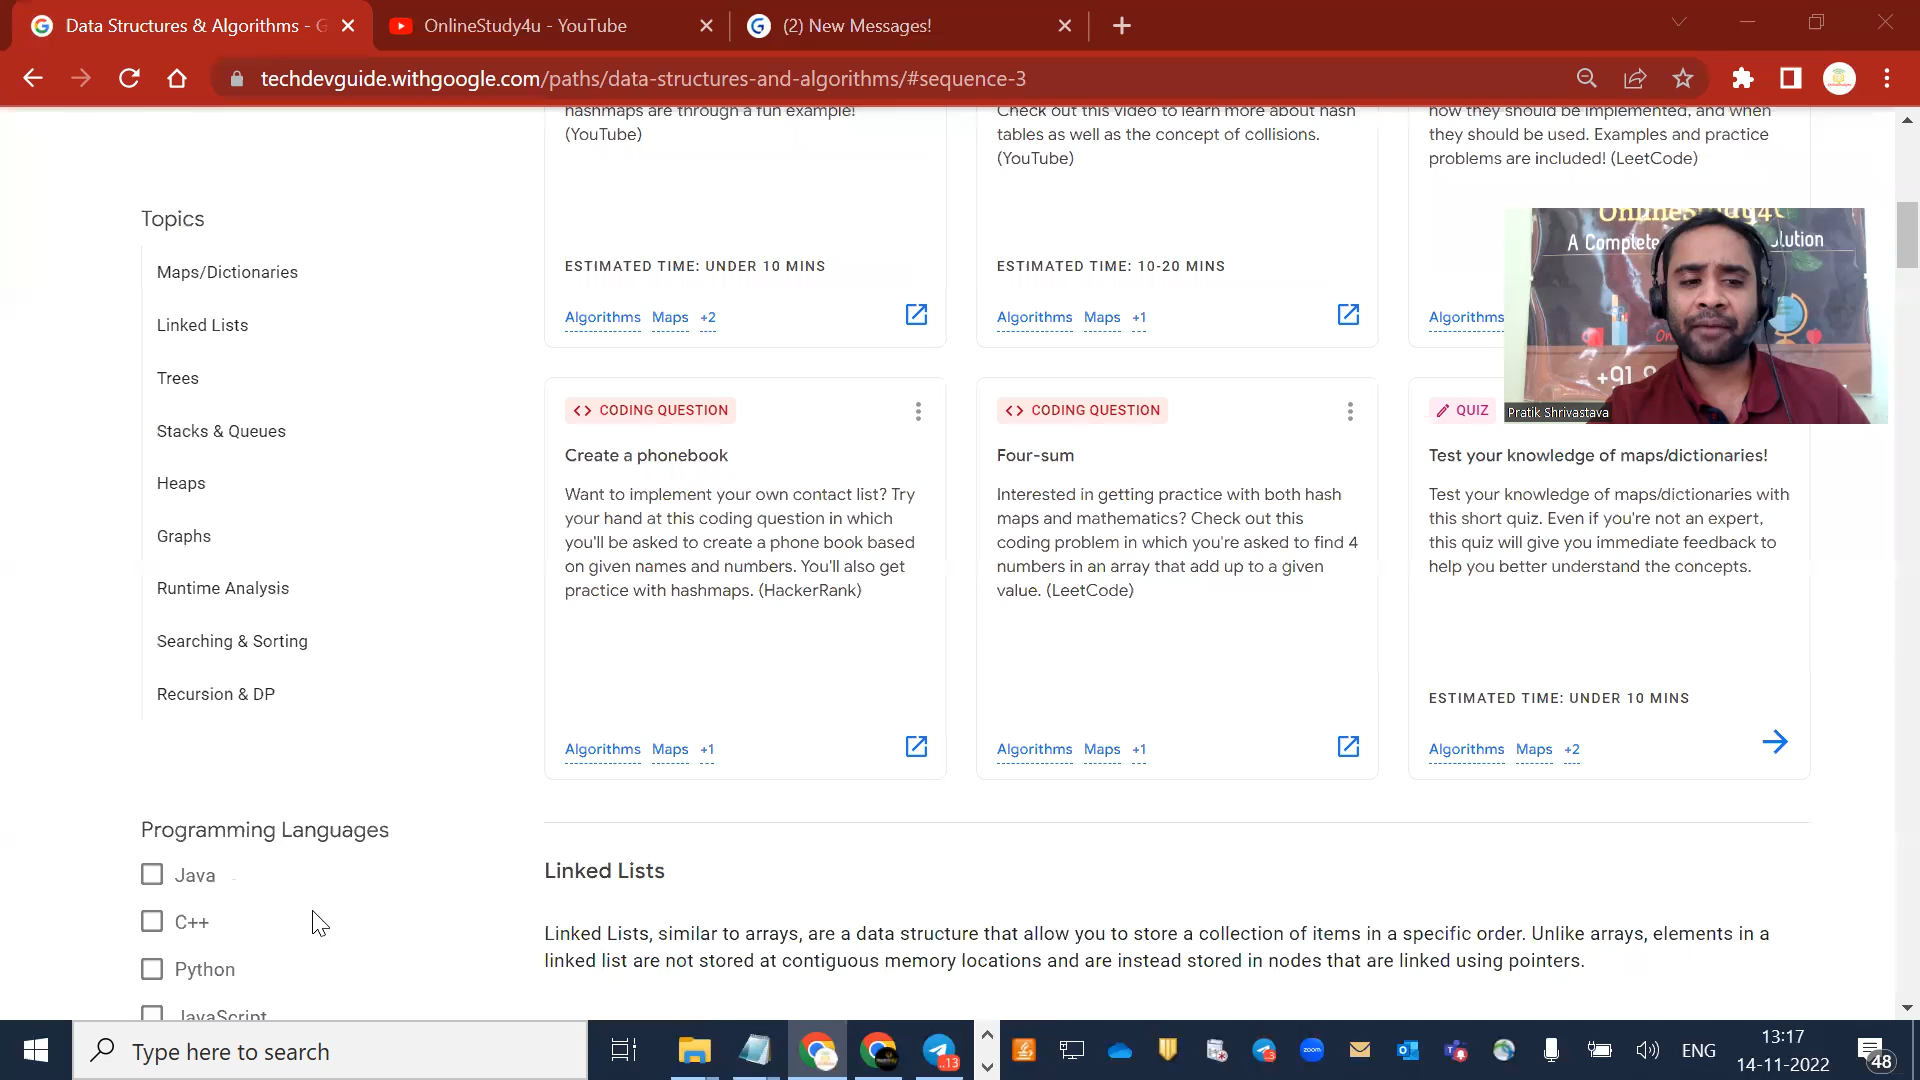 Data Structures & Algorithms - G
OnlineStudy4u - YouTube
(2) New Messages!
techdevguide.withgoogle.com/paths/data-structures-and-algorithms/#sequence-3
Topics
Maps/Dictionaries
Linked Lists
Trees
Stacks & Queues
Heaps
Graphs
Runtime Analysis
Searching & Sorting
Recursion & DP
Programming Languages
Java
C++
Python
JavaScript
hashmaps are through a fun example!
(YouTube)
ESTIMATED TIME: UNDER 10 MINS
Algorithms Maps +2
Check out this video to learn more about hash
tables as well as the concept of collisions.
(YouTube)
ESTIMATED TIME: 10-20 MINS
Algorithms Maps +1
how they should be implemented, and when
they should be used. Examples and practice
problems are included! (LeetCode)
Algorithms
A Complete
+91
Pratik Shrivastava
CODING QUESTION
Create a phonebook
Want to implement your own contact list? Try
your hand at this coding question in which
you'll be asked to create a phone book based
on given names and numbers. You'll also get
practice with hashmaps. (HackerRank)
Algorithms Maps +1
CODING QUESTION
Four-sum
Interested in getting practice with both hash
maps and mathematics? Check out this
coding problem in which you're asked to find 4
numbers in an array that add up to a given
value. (LeetCode)
Algorithms Maps +1
QUIZ
Test your knowledge of maps/dictionaries!
Test your knowledge of maps/dictionaries with
this short quiz. Even if you're not an expert,
this quiz will give you immediate feedback to
help you better understand the concepts.
ESTIMATED TIME: UNDER 10 MINS
Algorithms Maps +2
Linked Lists
Linked Lists, similar to arrays, are a data structure that allow you to store a collection of items in a specific order. Unlike arrays, elements in a
linked list are not stored at contiguous memory locations and are instead stored in nodes that are linked using pointers.
Type here to search
..13
3
zoom
ENG
13:17
14-11-2022
48